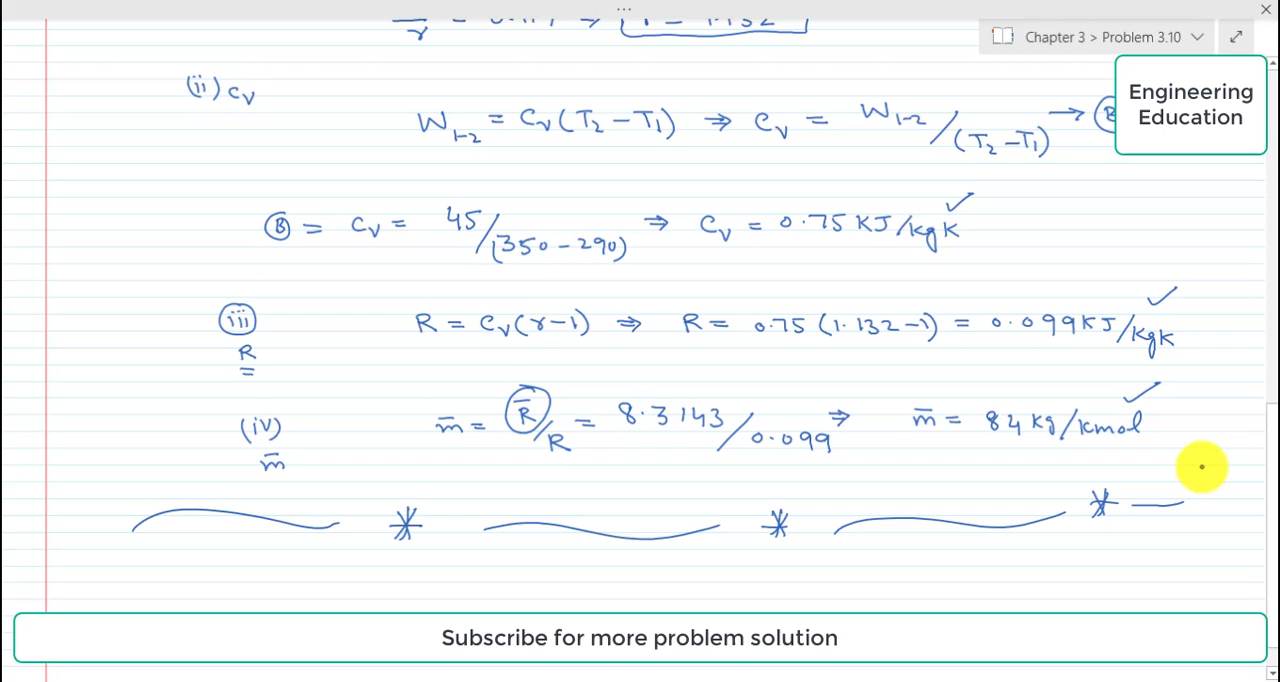 Chapter 3 > Problem 3.10
Engineering
Education
(ii) Cv
W1-2 = Cv(T2-T1) ⇒ Cv = W1-2/(T2-T1) → B
B = Cv = 45/(350-290) ⇒ Cv = 0.75 KJ/kgK ✓
(iii) R = Cv(γ-1) ⇒ R = 0.75(1.132-1) = 0.099KJ/kgK ✓
R
(iv) m̄ = R̄/R = 8.3143/0.099 ⇒ m̄ = 84 kg/kmol ✓
m̄
Subscribe for more problem solution